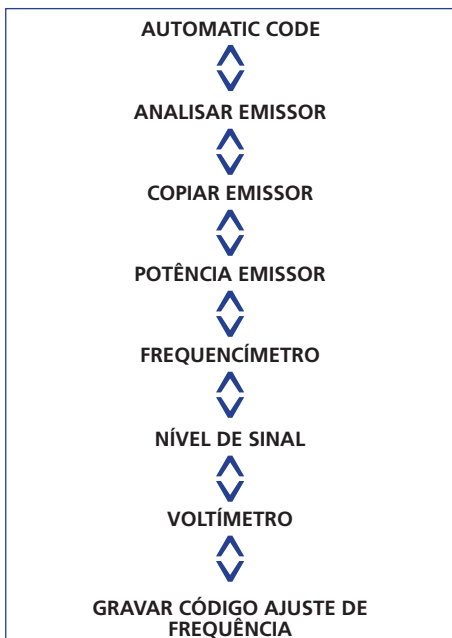 AUTOMATIC CODE
ANALISAR EMISSOR
COPIAR EMISSOR
POTÊNCIA EMISSOR
FREQUENCÍMETRO
NÍVEL DE SINAL
VOLTÍMETRO
GRAVAR CÓDIGO AJUSTE DE
FREQUÊNCIA